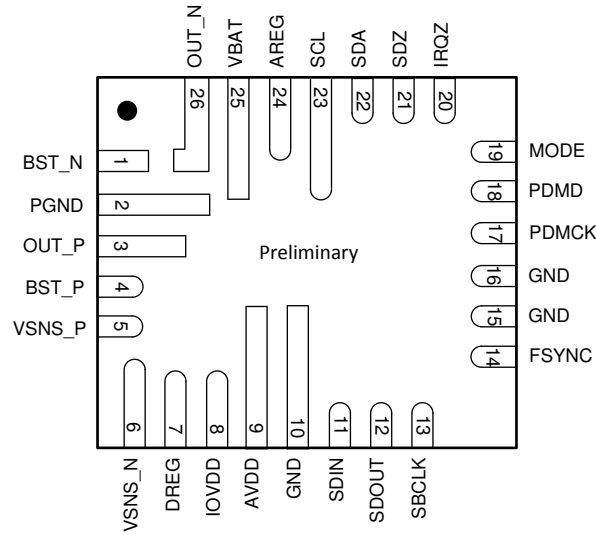 OUT_N
VBAT
AREG
SCL
SDA
SDZ
IRQZ
26
25
24
23
22
21
20
BST_N 1
PGND 2
OUT_P 3
BST_P 4
VSNS_P 5
Preliminary
19 MODE
18 PDMD
17 PDMCK
16 GND
15 GND
14 FSYNC
6
7
8
9
10
11
12
13
VSNS_N
DREG
IOVDD
AVDD
GND
SDIN
SDOUT
SBCLK